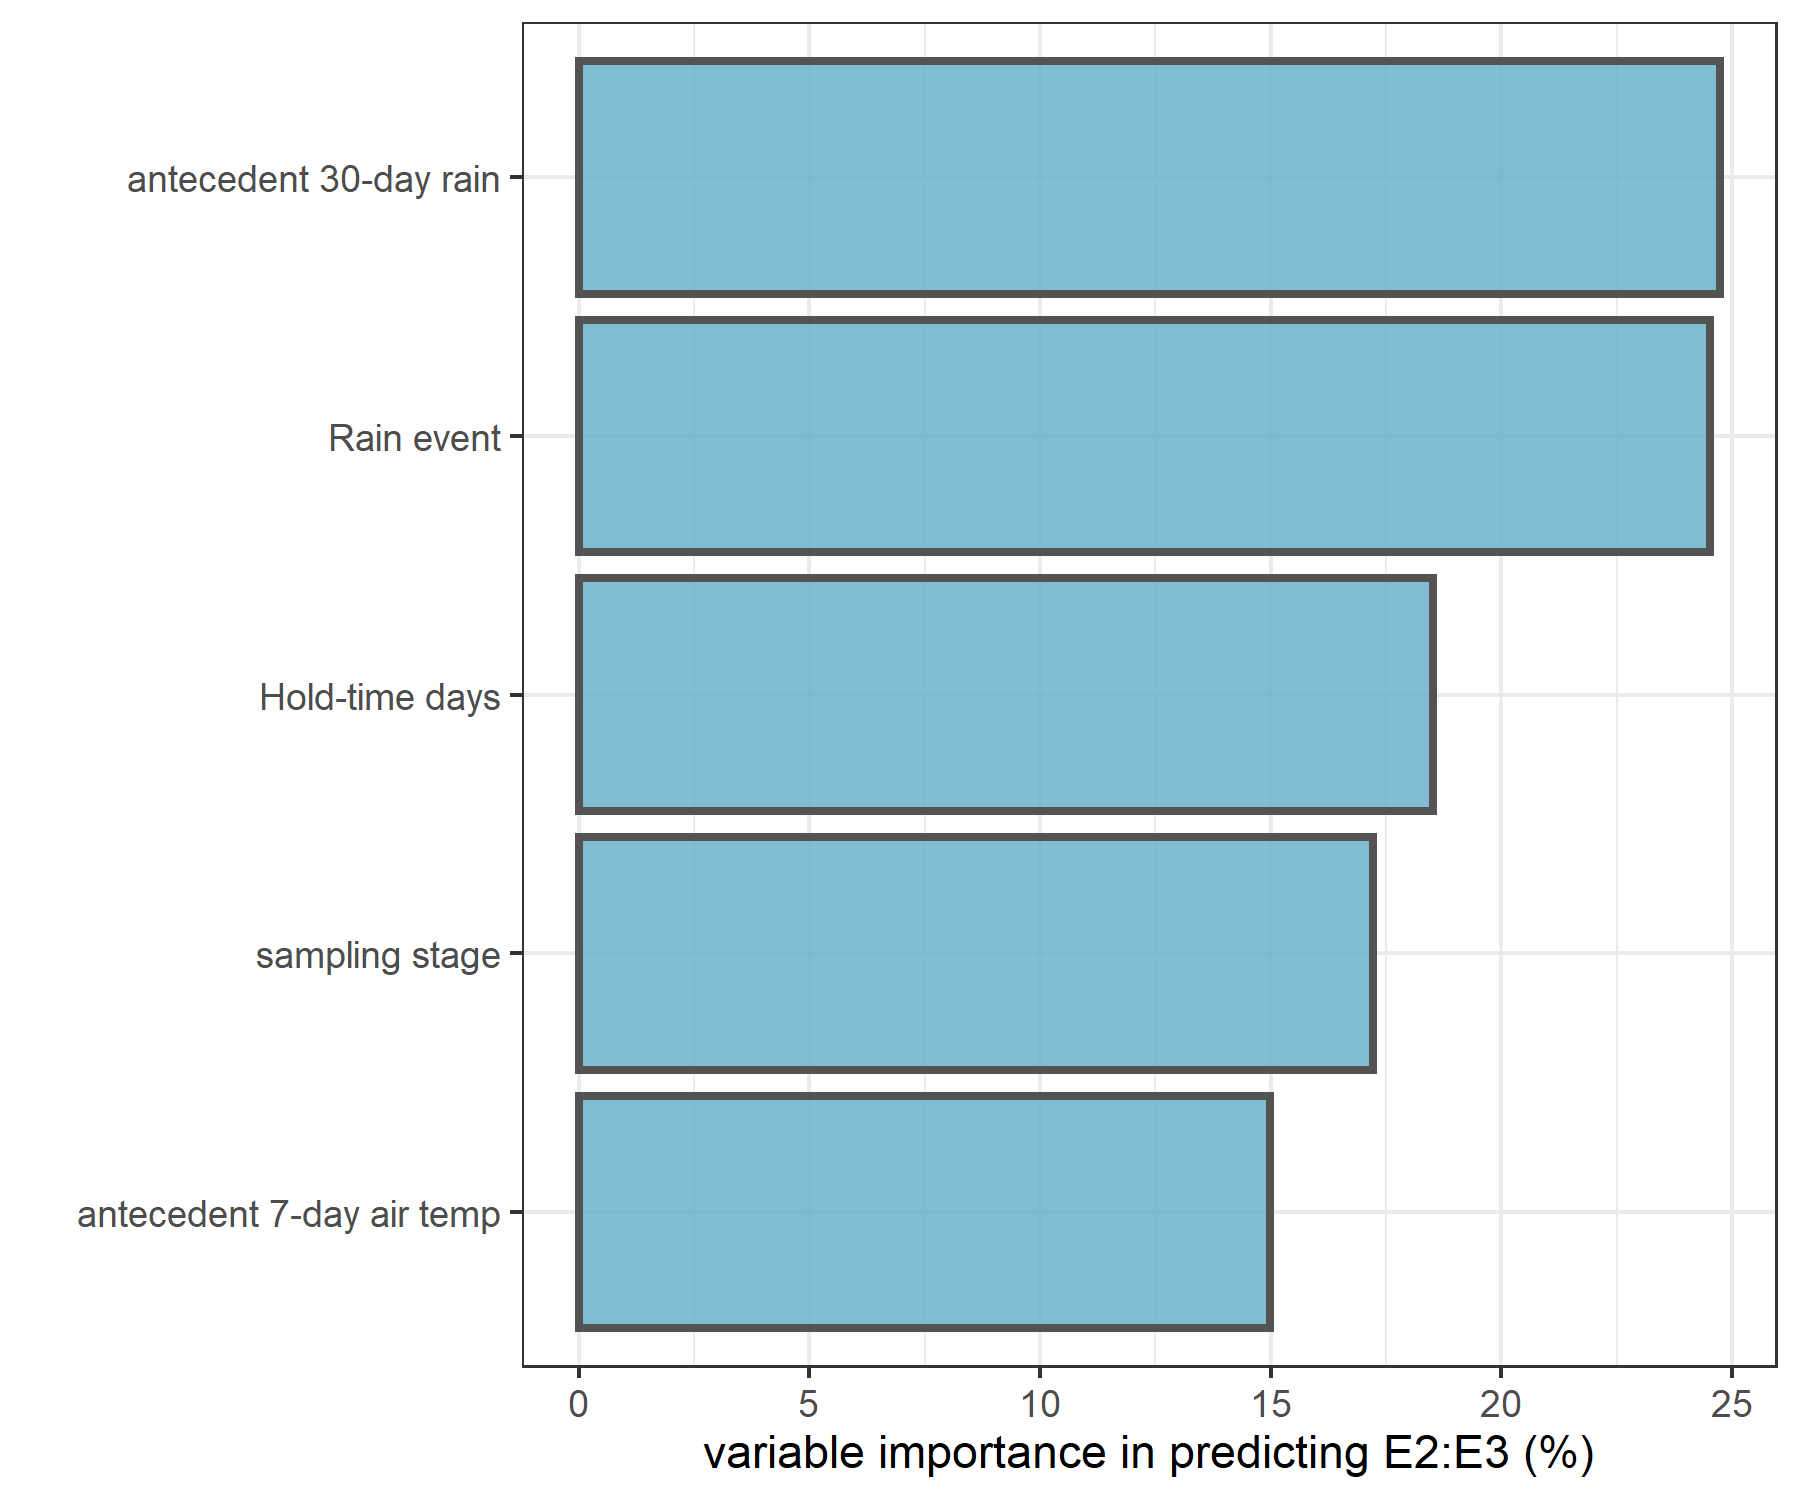 antecedent 30-day rain
Rain event
Hold-time days
sampling stage
antecedent 7-day air temp
0 5 10 15 20 25
variable importance in predicting E2:E3 (%)